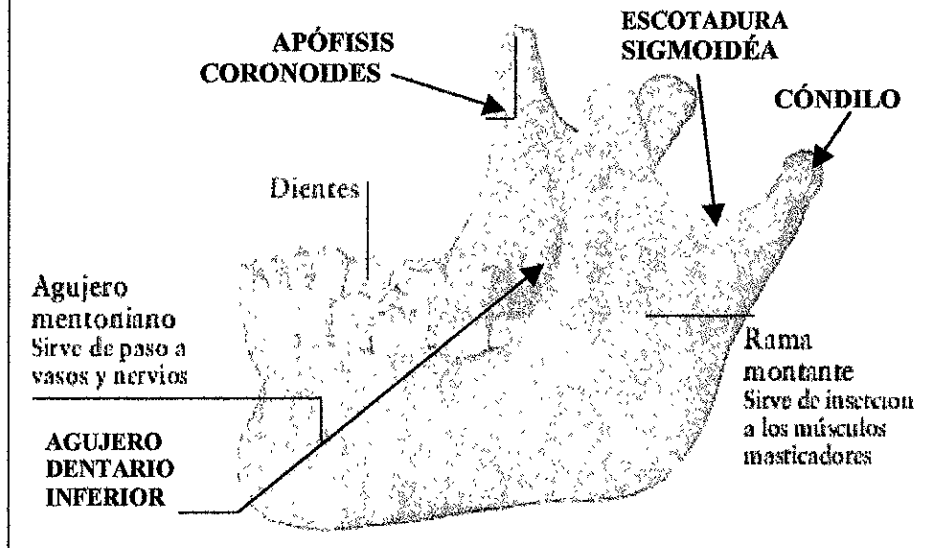 APÓFISIS
CORONOIDES
ESCOTADURA
SIGMOIDÉA
CÓNDILO
Dientes
Agujero
mentoniano
Sirve de paso a
vasos y nervios
AGUJERO
DENTARIO
INFERIOR
Rama
montante
Sirve de insercion
a los músculos
masticadores